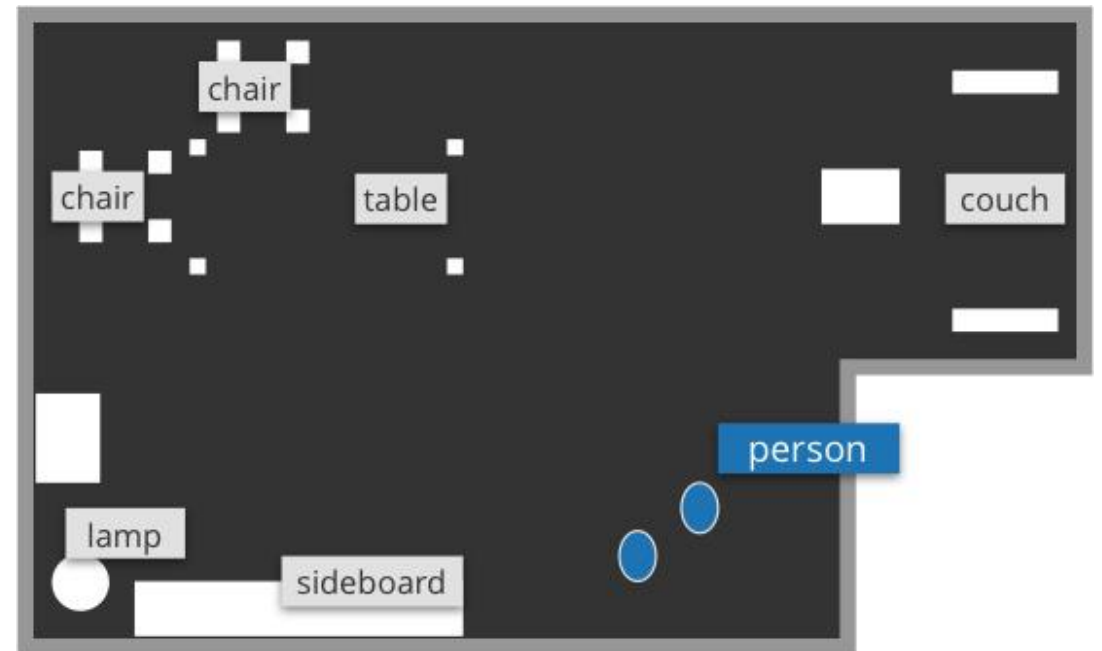 chair
chair
table
couch
person
lamp
sideboard